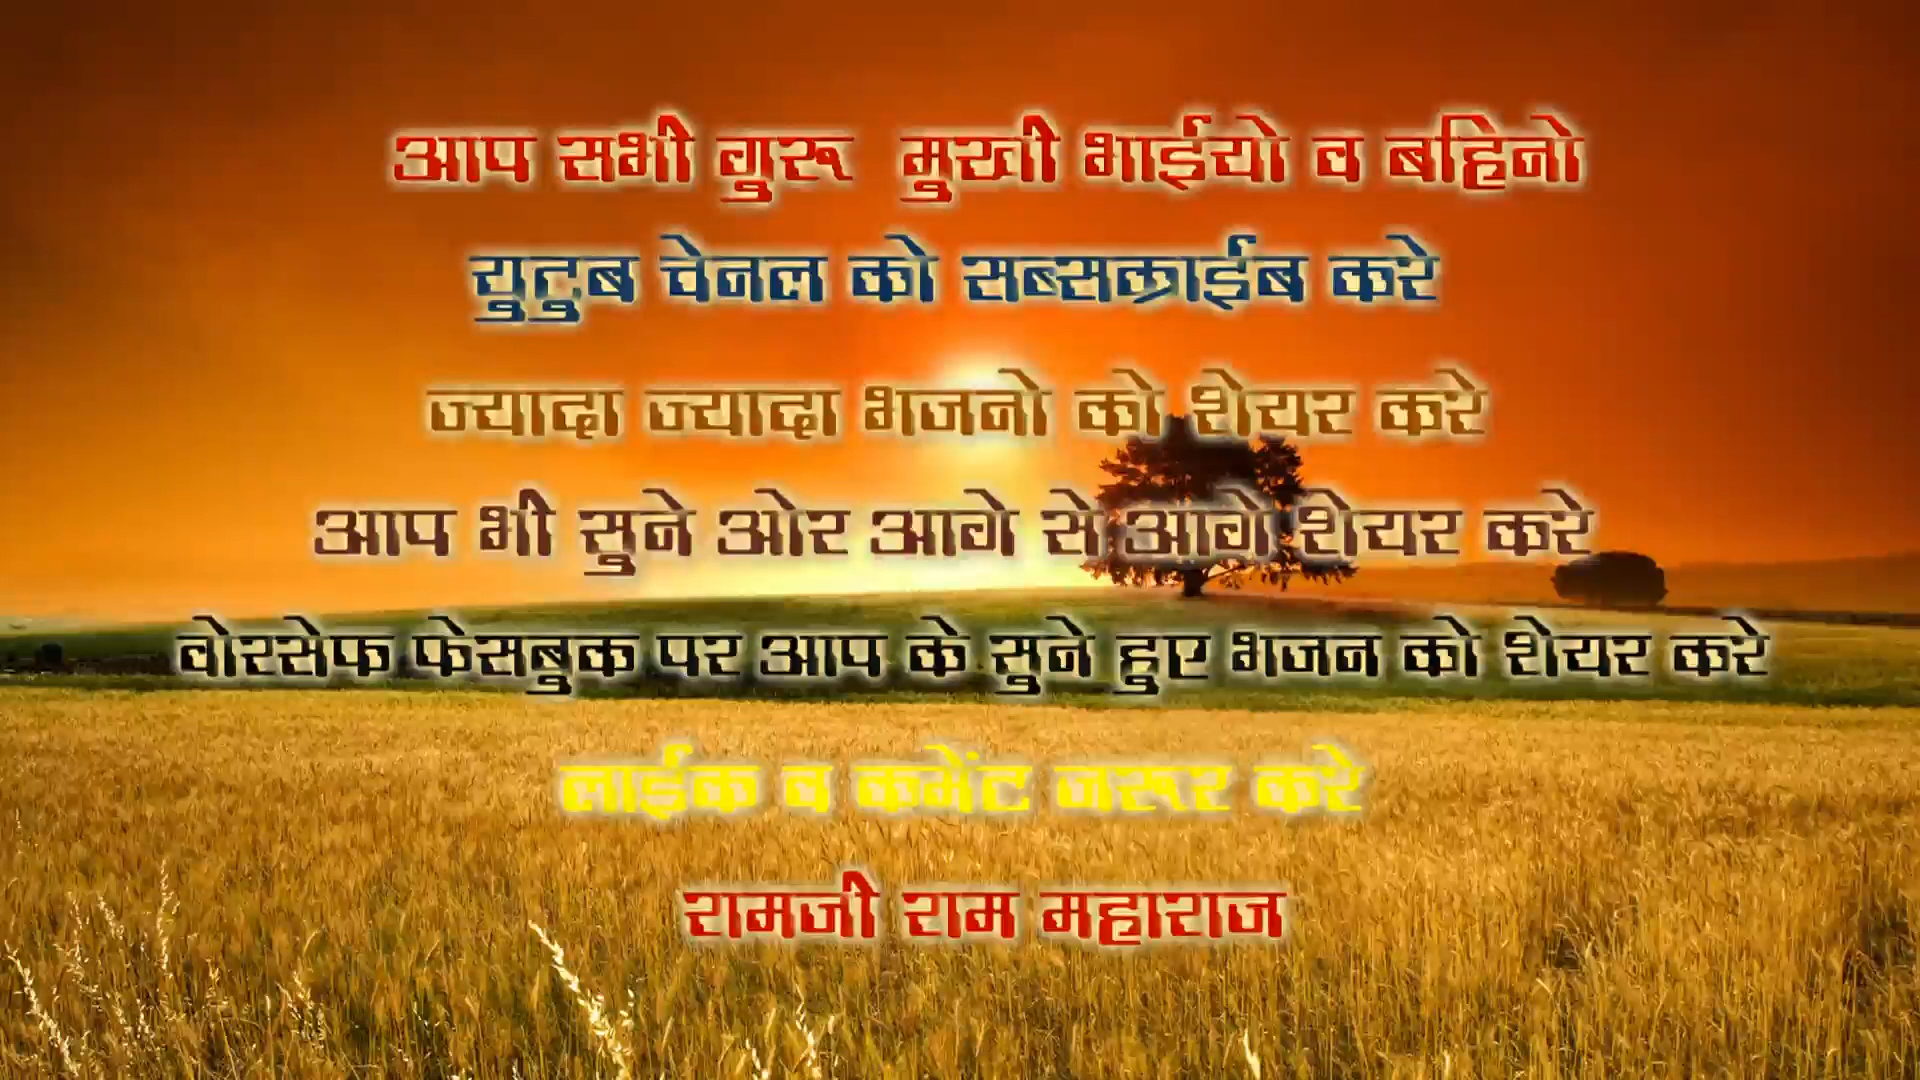 आप सभी गुरू मुखी भाईयो व बहिनो
युटुब चेनल को सब्सक्राईब करे
ज्यादा ज्यादा भजनो को शेयर करे
आप भी सुने ओर आगे से आगे शेयर करे
वोरसेफ फेसबुक पर आप के सुने हुए भजन को शेयर करे
लाईक व कमेंट जरूर करे
रामजी राम महाराज